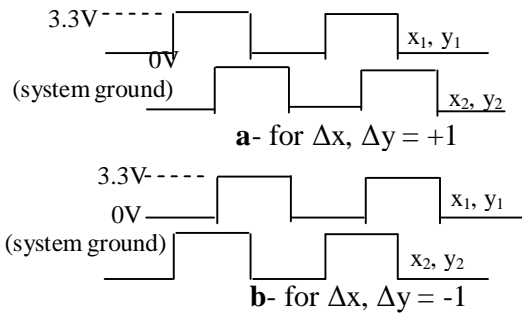 3.3V
x₁, y₁
0V
(system ground)
x₂, y₂
a- for Δx, Δy = +1
3.3V
x₁, y₁
0V
(system ground)
x₂, y₂
b- for Δx, Δy = -1